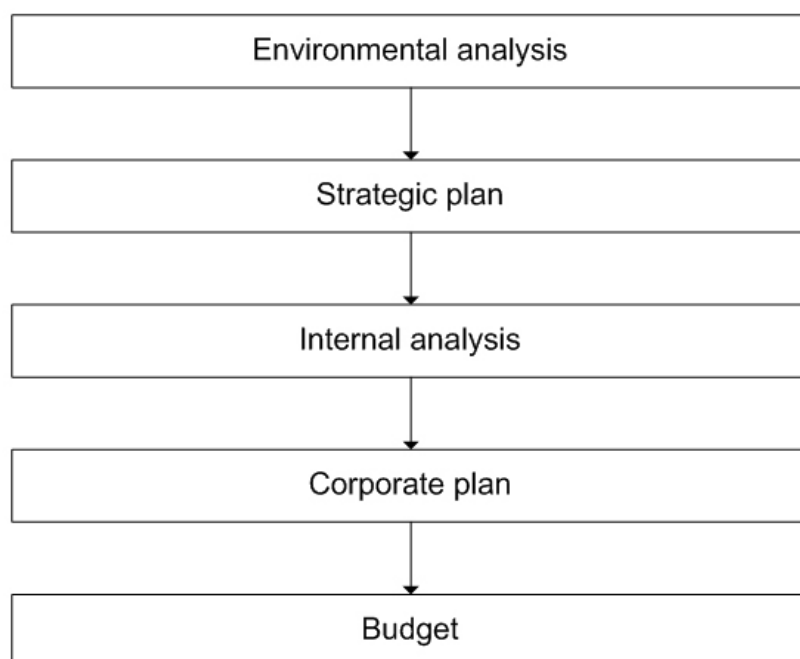 Environmental analysis
Strategic plan
Internal analysis
Corporate plan
Budget